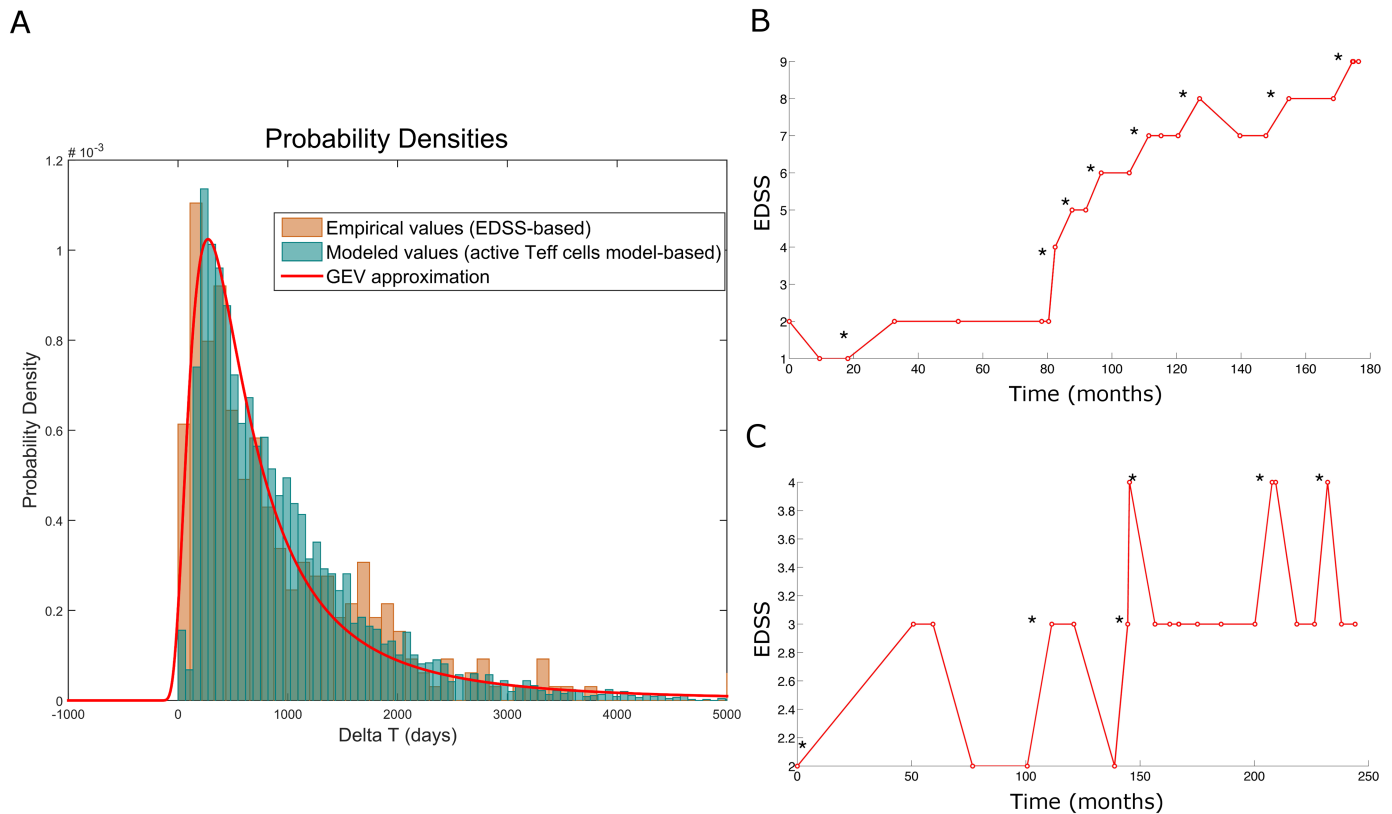 A
Probability Densities
# 10^-3
1.2
1
0.8
0.6
0.4
0.2
0
Probability Density
Empirical values (EDSS-based)
Modeled values (active Teff cells model-based)
GEV approximation
-1000 0 1000 2000 3000 4000 5000
Delta T (days)
B
9
8
7
6
5
4
3
2
1
EDSS
* * * * * * * * *
0 20 40 60 80 100 120 140 160 180
Time (months)
C
4
3.8
3.6
3.4
3.2
3
2.8
2.6
2.4
2.2
2
EDSS
* * * * * *
0 50 100 150 200 250
Time (months)